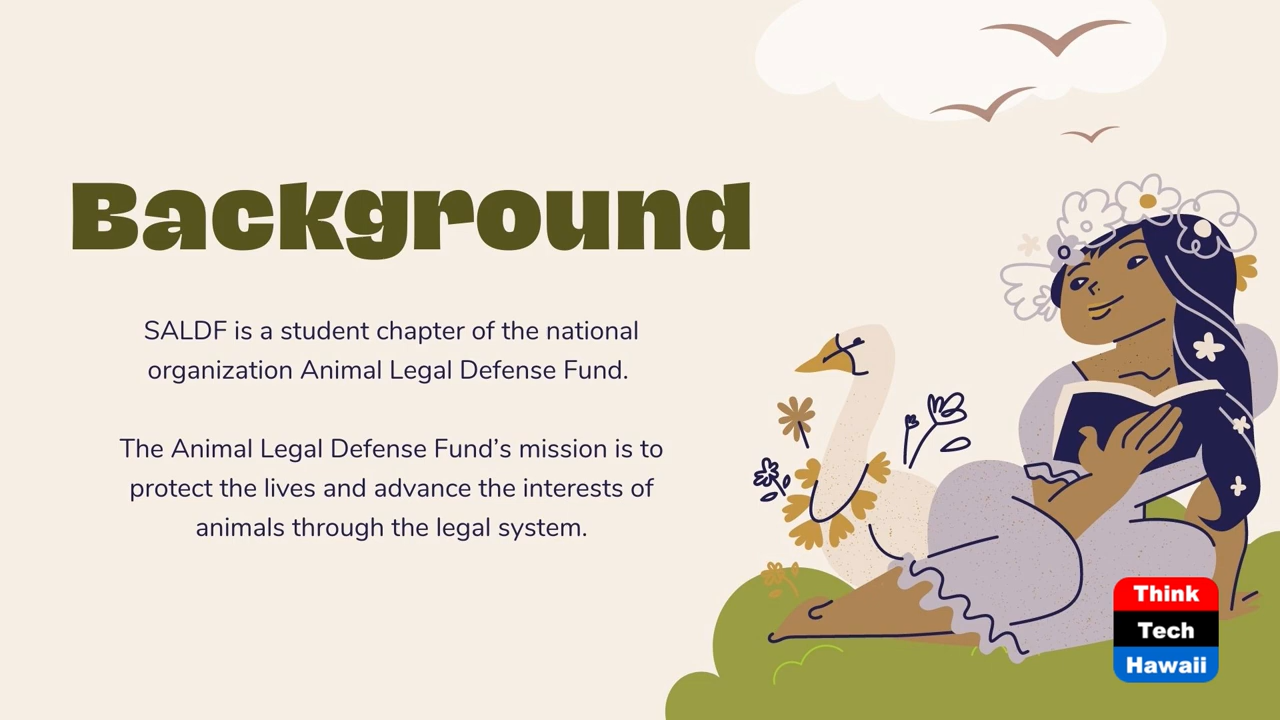 Background
SALDF is a student chapter of the national
organization Animal Legal Defense Fund.
The Animal Legal Defense Fund’s mission is to
protect the lives and advance the interests of
animals through the legal system.
Think
Tech
Hawaii